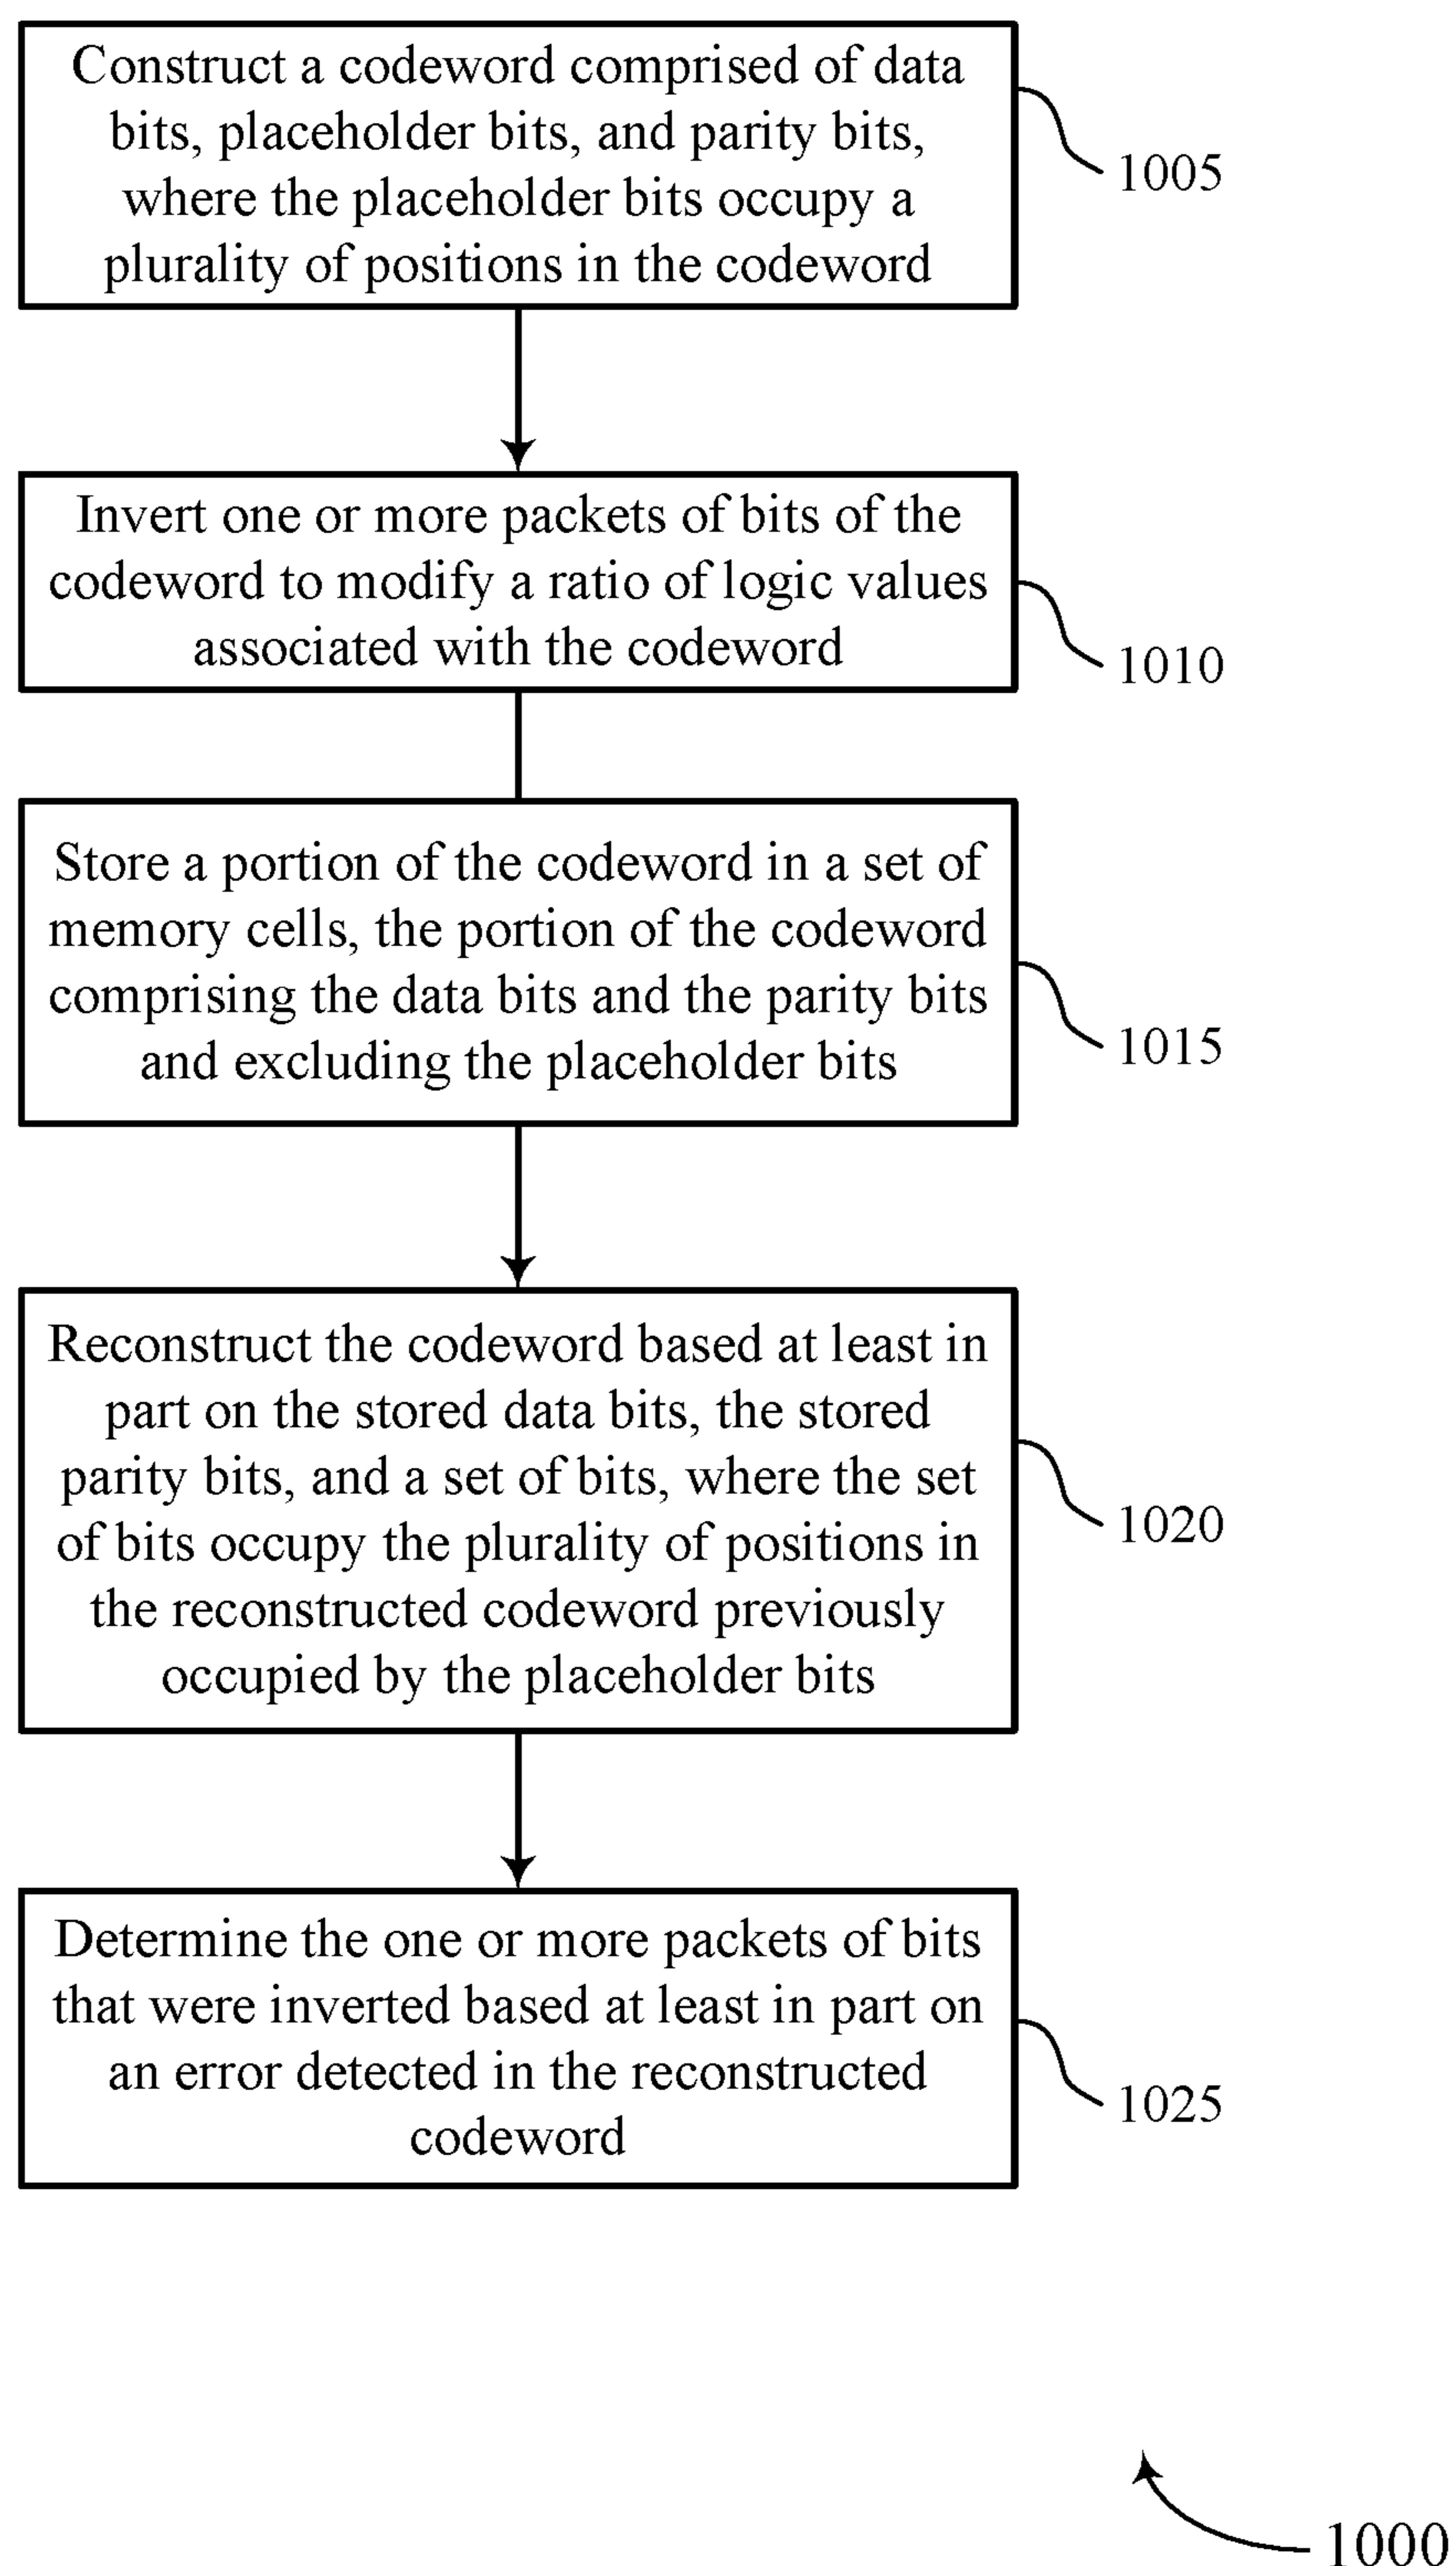 Construct a codeword comprised of data
bits, placeholder bits, and parity bits,
where the placeholder bits occupy a
plurality of positions in the codeword
1005
Invert one or more packets of bits of the
codeword to modify a ratio of logic values
associated with the codeword
1010
Store a portion of the codeword in a set of
memory cells, the portion of the codeword
comprising the data bits and the parity bits
and excluding the placeholder bits
1015
Reconstruct the codeword based at least in
part on the stored data bits, the stored
parity bits, and a set of bits, where the set
of bits occupy the plurality of positions in
the reconstructed codeword previously
occupied by the placeholder bits
1020
Determine the one or more packets of bits
that were inverted based at least in part on
an error detected in the reconstructed
codeword
1025
1000